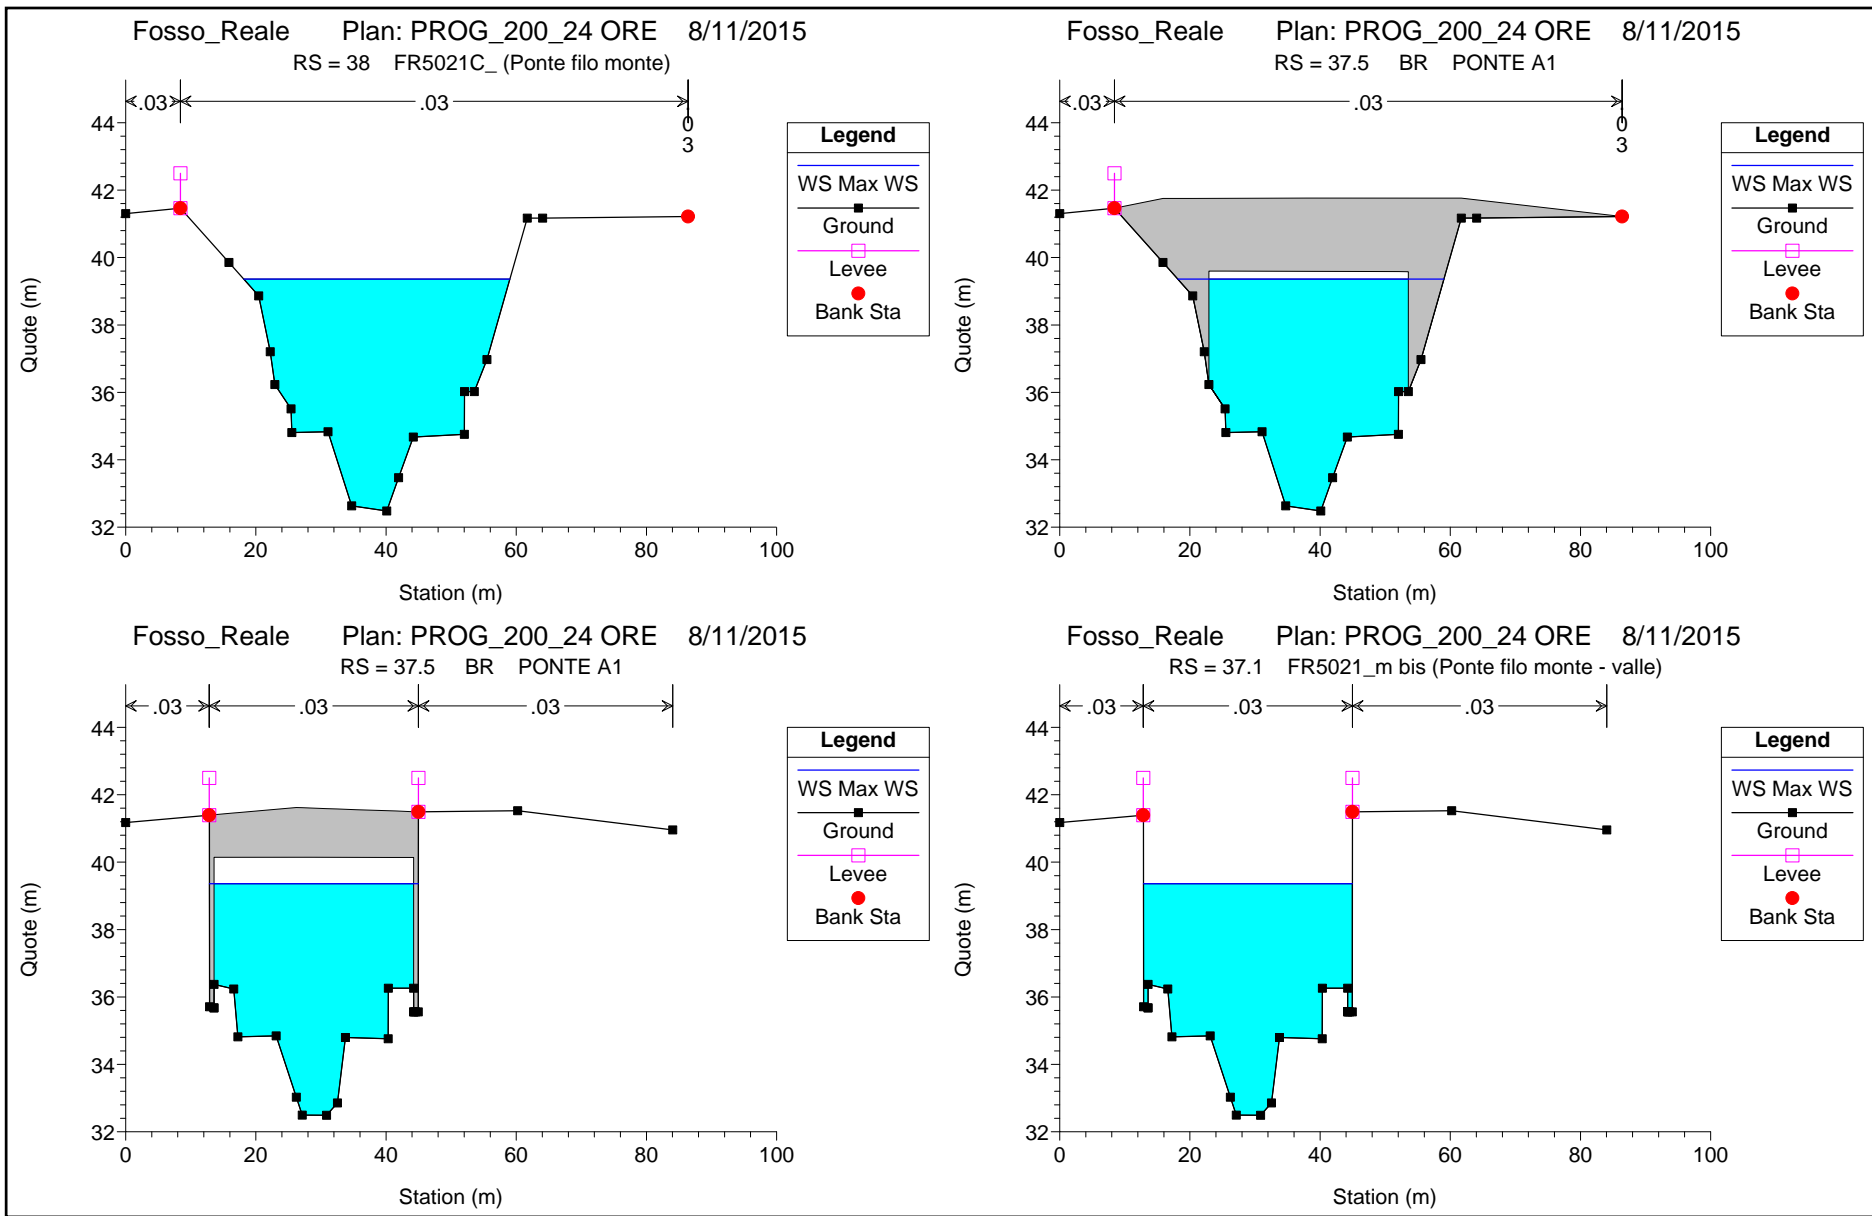 Fosso_Reale Plan: PROG_200_24 ORE 8/11/2015
RS = 38 FR5021C_ (Ponte filo monte)
.03
.03
.03
44
42
40
38
36
34
32
0
20
40
60
80
100
Quote (m)
Station (m)
Legend
WS Max WS
Ground
Levee
Bank Sta
Fosso_Reale Plan: PROG_200_24 ORE 8/11/2015
RS = 37.5 BR PONTE A1
.03
.03
.03
44
42
40
38
36
34
32
0
20
40
60
80
100
Quote (m)
Station (m)
Legend
WS Max WS
Ground
Levee
Bank Sta
Fosso_Reale Plan: PROG_200_24 ORE 8/11/2015
RS = 37.5 BR PONTE A1
.03
.03
.03
44
42
40
38
36
34
32
0
20
40
60
80
100
Quote (m)
Station (m)
Legend
WS Max WS
Ground
Levee
Bank Sta
Fosso_Reale Plan: PROG_200_24 ORE 8/11/2015
RS = 37.1 FR5021_m bis (Ponte filo monte - valle)
.03
.03
.03
44
42
40
38
36
34
32
0
20
40
60
80
100
Quote (m)
Station (m)
Legend
WS Max WS
Ground
Levee
Bank Sta